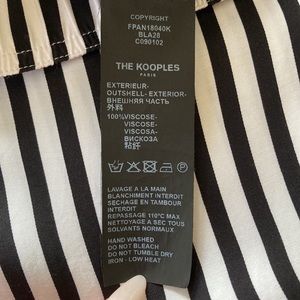 COPYRIGHT
FPAN18040K
BLA28
C090102
THE KOOPLES
PARIS
EXTERIEUR-
OUTSHELL- EXTERIOR-
ВНЕШНЯЯ ЧАСТЬ
外料
100%VISCOSE-
VISCOSE-
VISCOSA-
ВИСКОЗА
粘纤
LAVAGE A LA MAIN
BLANCHIMENT INTERDIT
SECHAGE EN TAMBOUR
INTERDIT
REPASSAGE 110°C MAX
NETTOYAGE A SEC TOUS
SOLVANTS NORMAUX
HAND WASHED
DO NOT BLEACH
DO NOT TUMBLE DRY
IRON - LOW HEAT